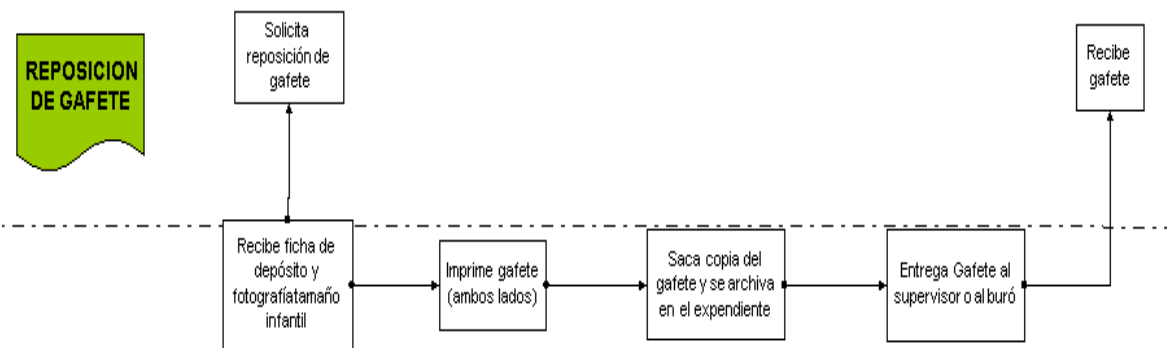 REPOSICION
DE GAFETE
Solicita
reposición de
gafete
Recibe
gafete
Recibe ficha de
depósito y
fotografíatamaño
infantil
Imprime gafete
(ambos lados)
Saca copia del
gafete y se archiva
en el expendiente
Entrega Gafete al
supervisor o al buró